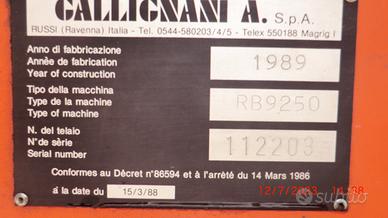 GALLIGNANI A. S.p.A.
RUSSI (Ravenna) Italia - Tel. 0544-580203/4/5 - Telex 550188 Magrig I
Anno di fabbricazione
Année de fabrication
Year of construction
1989
Tipo della macchina
Type de la machine
Type of machine
RB9250
N. del telaio
N° de série
Serial number
112203
Conformes au Décret n° 86594 et à l'arrété du 14 Mars 1986
à la date du 15/3/88
12/7/2003
subito